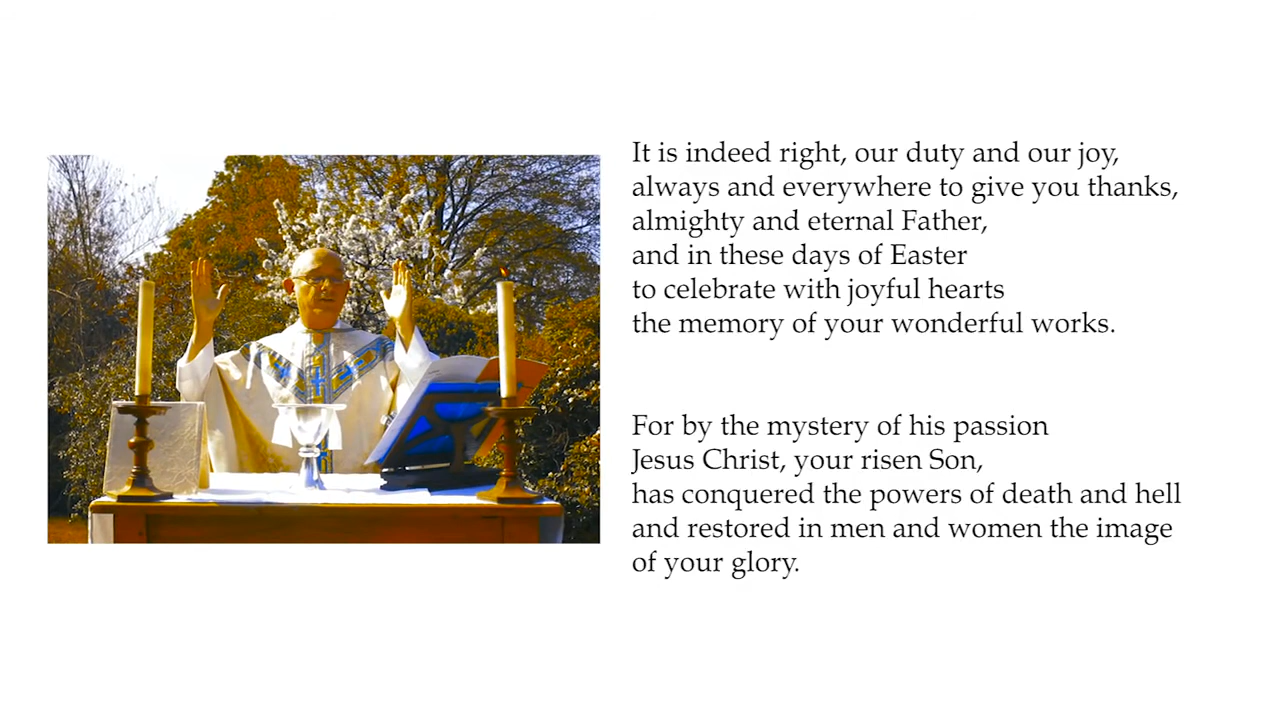 It is indeed right, our duty and our joy,
always and everywhere to give you thanks,
almighty and eternal Father,
and in these days of Easter
to celebrate with joyful hearts
the memory of your wonderful works.
For by the mystery of his passion
Jesus Christ, your risen Son,
has conquered the powers of death and hell
and restored in men and women the image
of your glory.